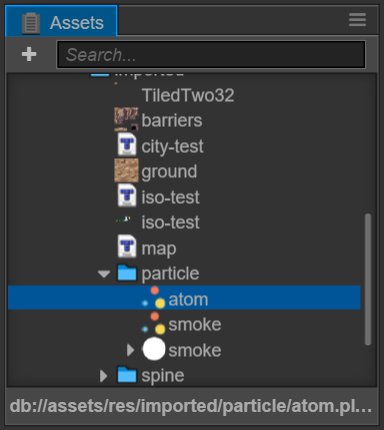 Assets
Search...
imported
TiledTwo32
barriers
city-test
ground
iso-test
iso-test
map
particle
atom
smoke
smoke
spine
db://assets/res/imported/particle/atom.pl...